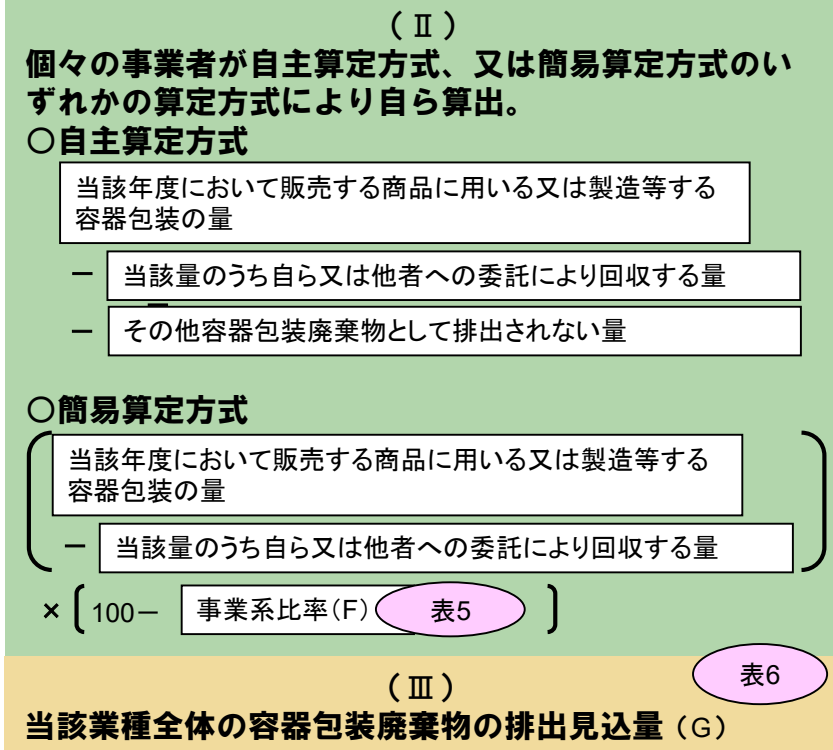 （Ⅱ）
個々の事業者が自主算定方式、又は簡易算定方式のい
ずれかの算定方式により自ら算出。
○自主算定方式
当該年度において販売する商品に用いる又は製造等する
容器包装の量
－ 当該量のうち自ら又は他者への委託により回収する量
－ その他容器包装廃棄物として排出されない量
○簡易算定方式
当該年度において販売する商品に用いる又は製造等する
容器包装の量
－ 当該量のうち自ら又は他者への委託により回収する量
×〔100－ 事業系比率（F） 表5 〕
表6
（Ⅲ）
当該業種全体の容器包装廃棄物の排出見込量（G）